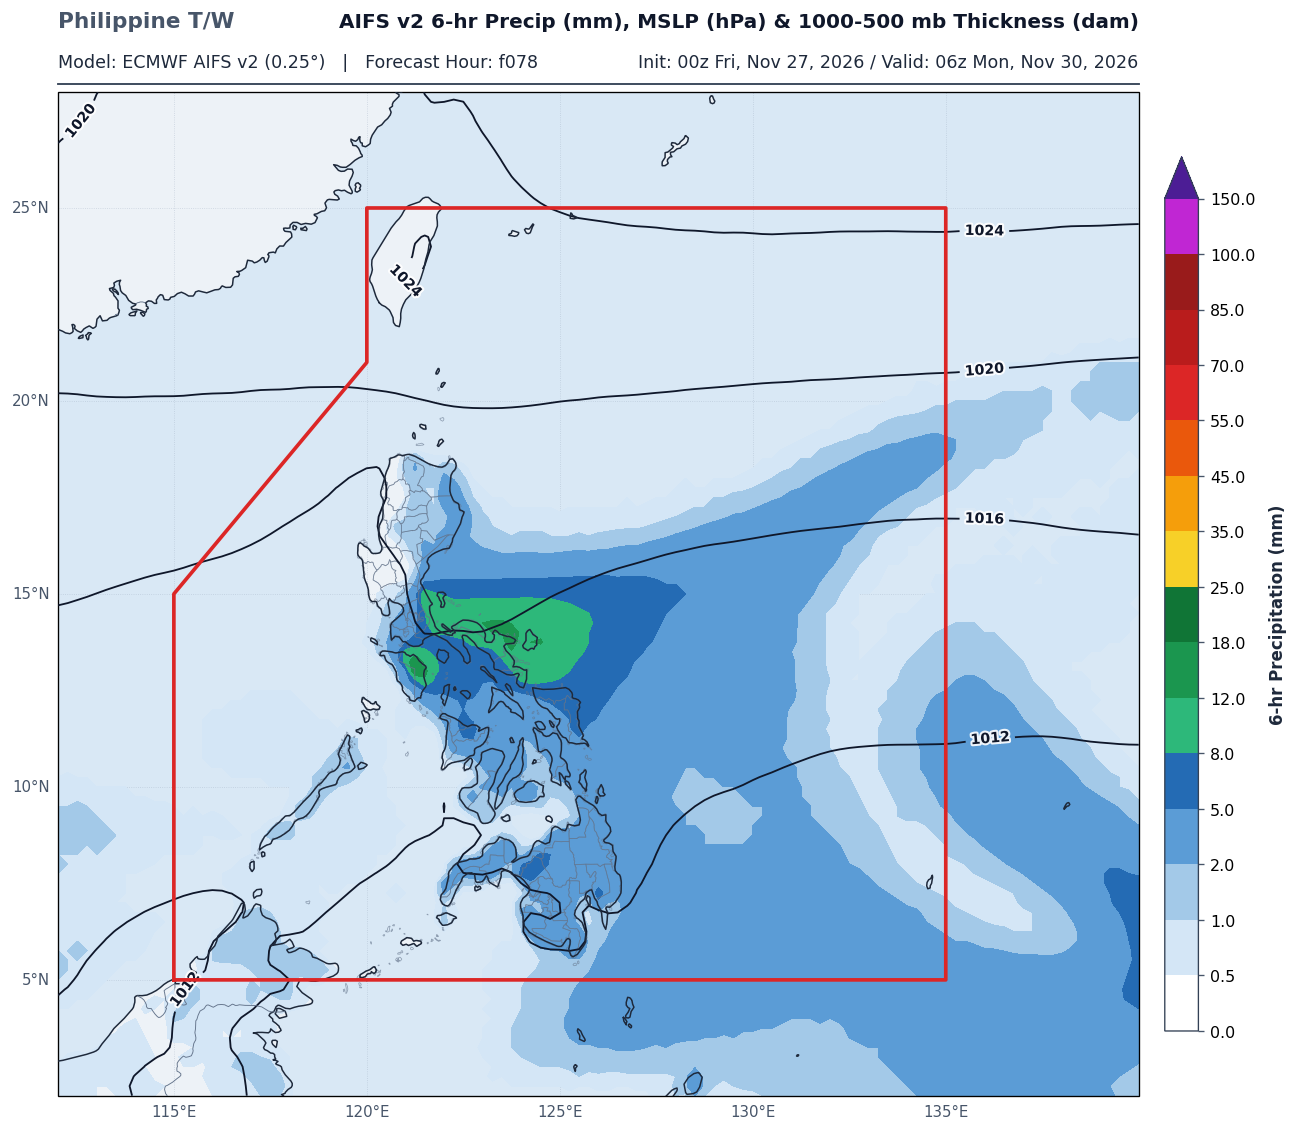 Philippine T/W
AIFS v2 6-hr Precip (mm), MSLP (hPa) & 1000-500 mb Thickness (dam)
Model: ECMWF AIFS v2 (0.25°) | Forecast Hour: f078
Init: 00z Fri, Nov 27, 2026 / Valid: 06z Mon, Nov 30, 2026
1020
25°N
1024
1024
1020
20°N
1016
15°N
1012
10°N
1012
5°N
115°E
120°E
125°E
130°E
135°E
150.0
100.0
85.0
70.0
55.0
45.0
35.0
25.0
18.0
12.0
8.0
5.0
2.0
1.0
0.5
0.0
6-hr Precipitation (mm)